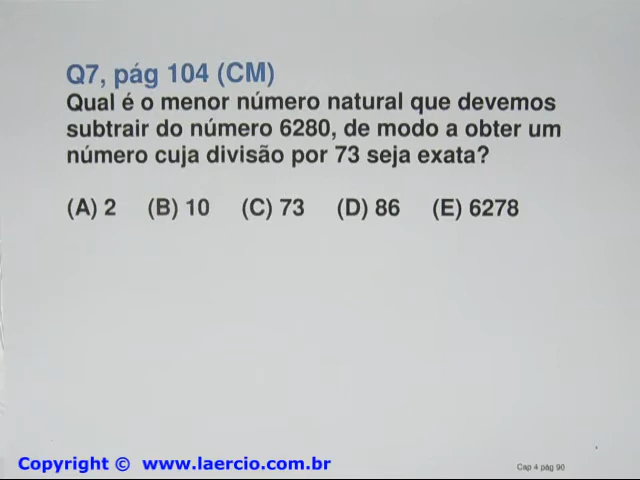 Q7, pág 104 (CM)
Qual é o menor número natural que devemos
subtrair do número 6280, de modo a obter um
número cuja divisão por 73 seja exata?
(A) 2 (B) 10 (C) 73 (D) 86 (E) 6278
Copyright © www.laercio.com.br
Cap 4 pág 90